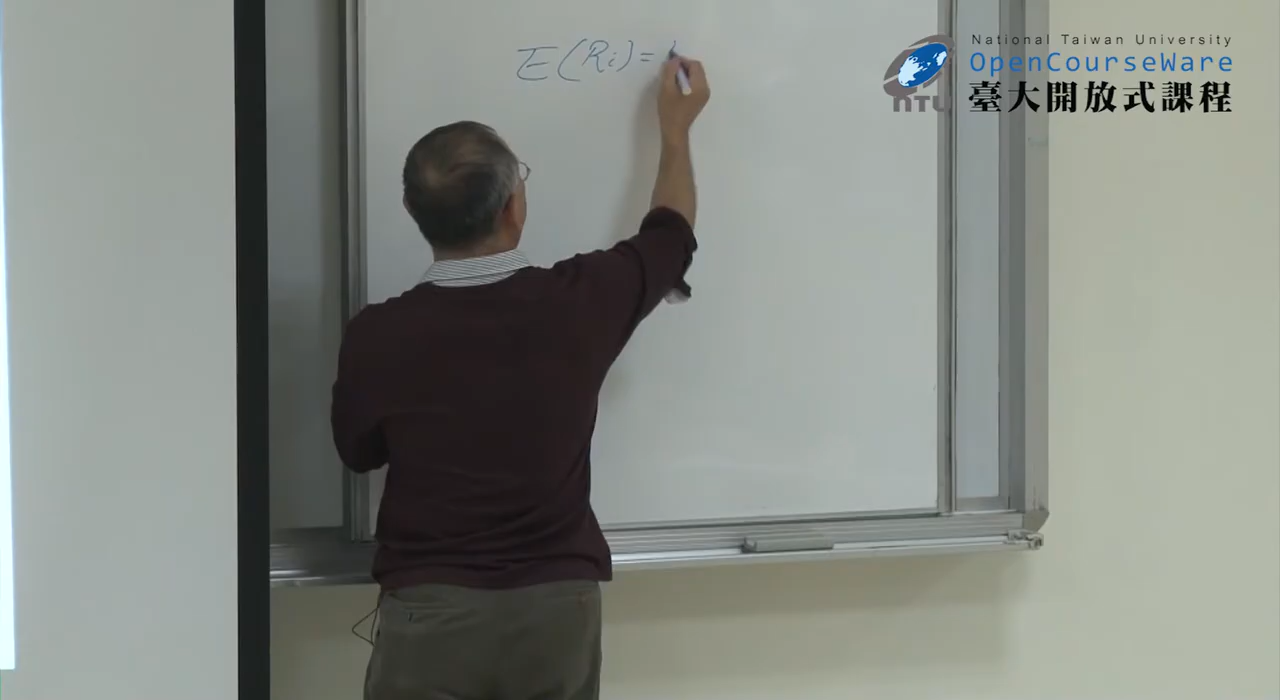 E(Ri)=
National Taiwan University
OpenCourseWare
臺大開放式課程
NTU